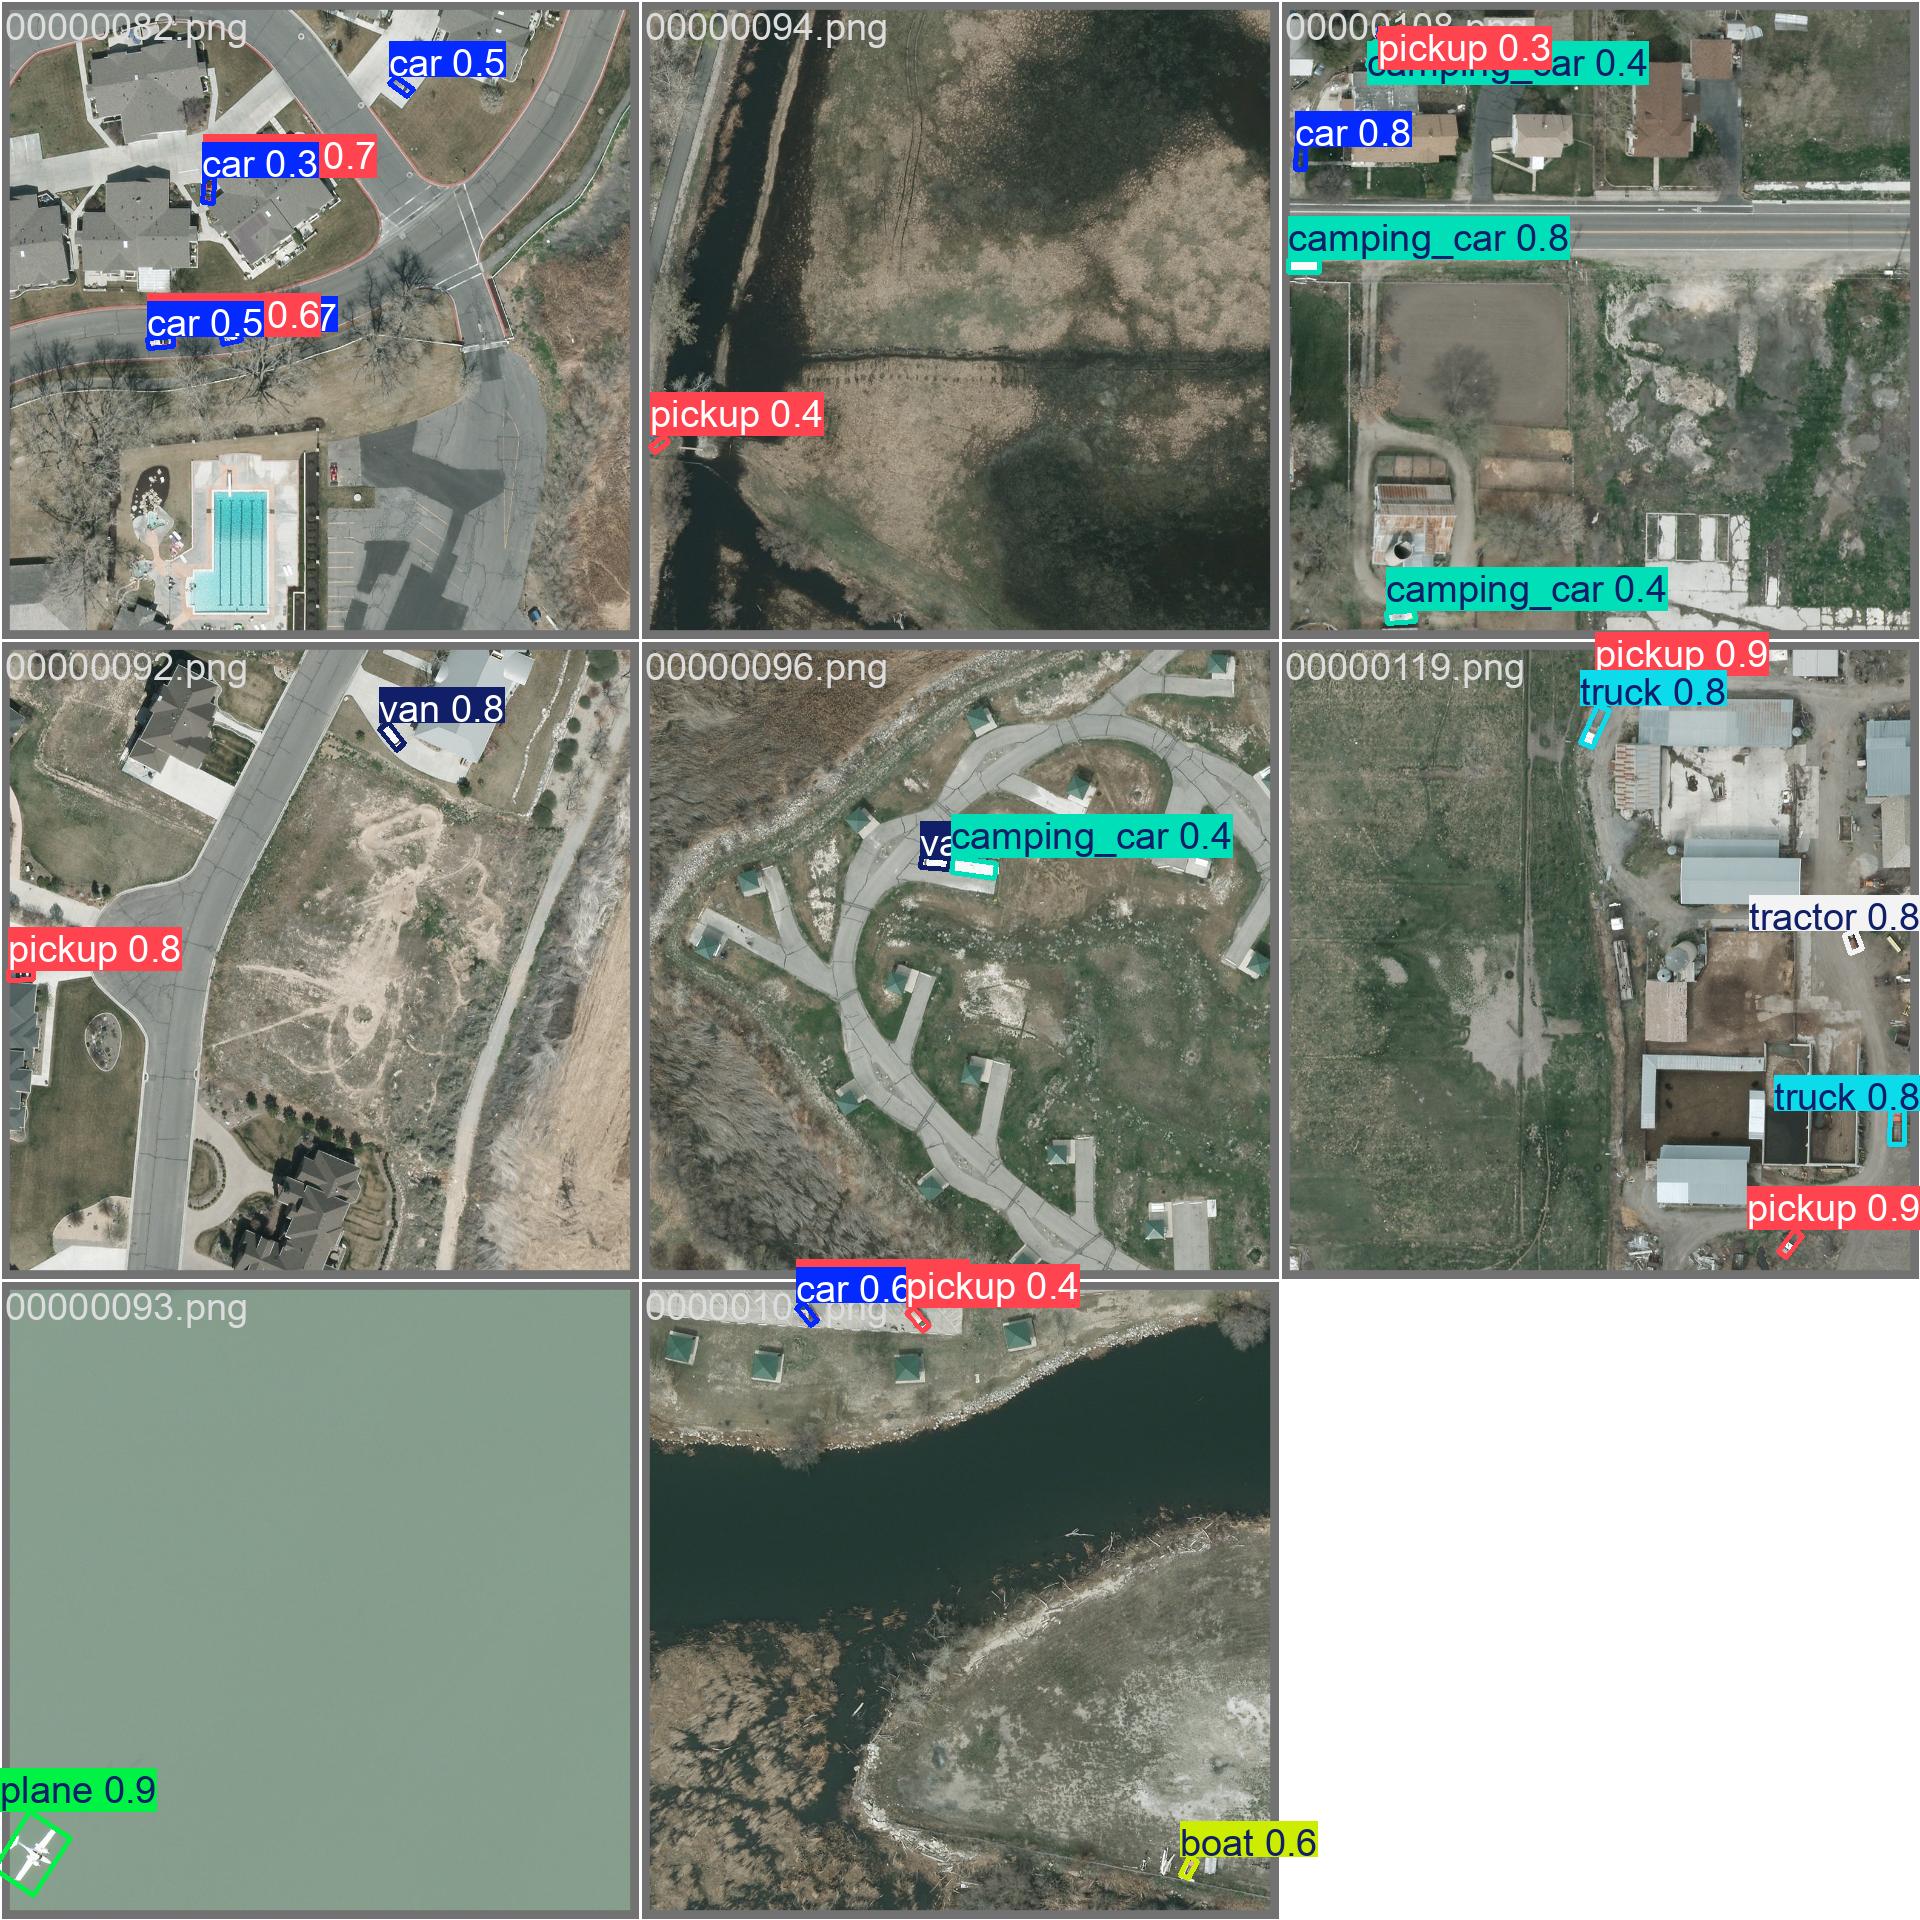 00000082.png
car 0.5
car 0.3 0.7
car 0.5 0.6 7
00000094.png
pickup 0.4
pickup 0.3
camping_car 0.4
car 0.8
camping_car 0.8
camping_car 0.4
00000092.png
van 0.8
pickup 0.8
00000096.png
camping_car 0.4
00000119.png
pickup 0.9
truck 0.8
tractor 0.8
truck 0.8
pickup 0.9
00000093.png
plane 0.9
car 0.6
pickup 0.4
boat 0.6